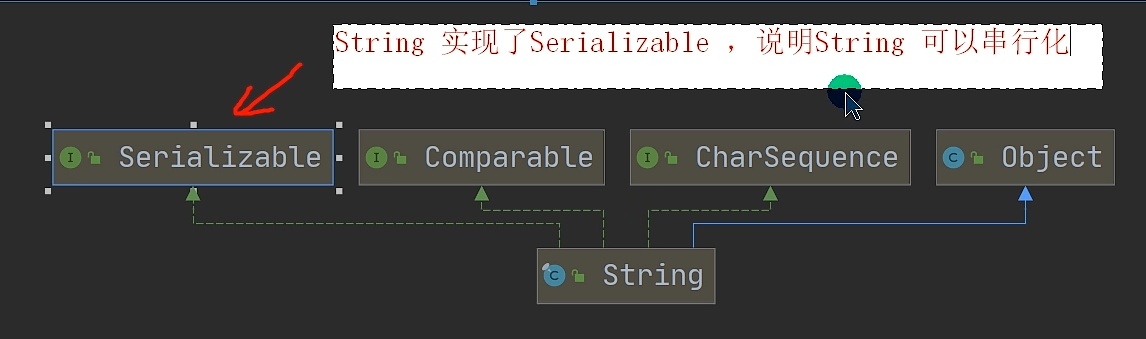 String 实现了Serializable ，说明String 可以串行化
I Serializable
I Comparable
I CharSequence
C Object
C String